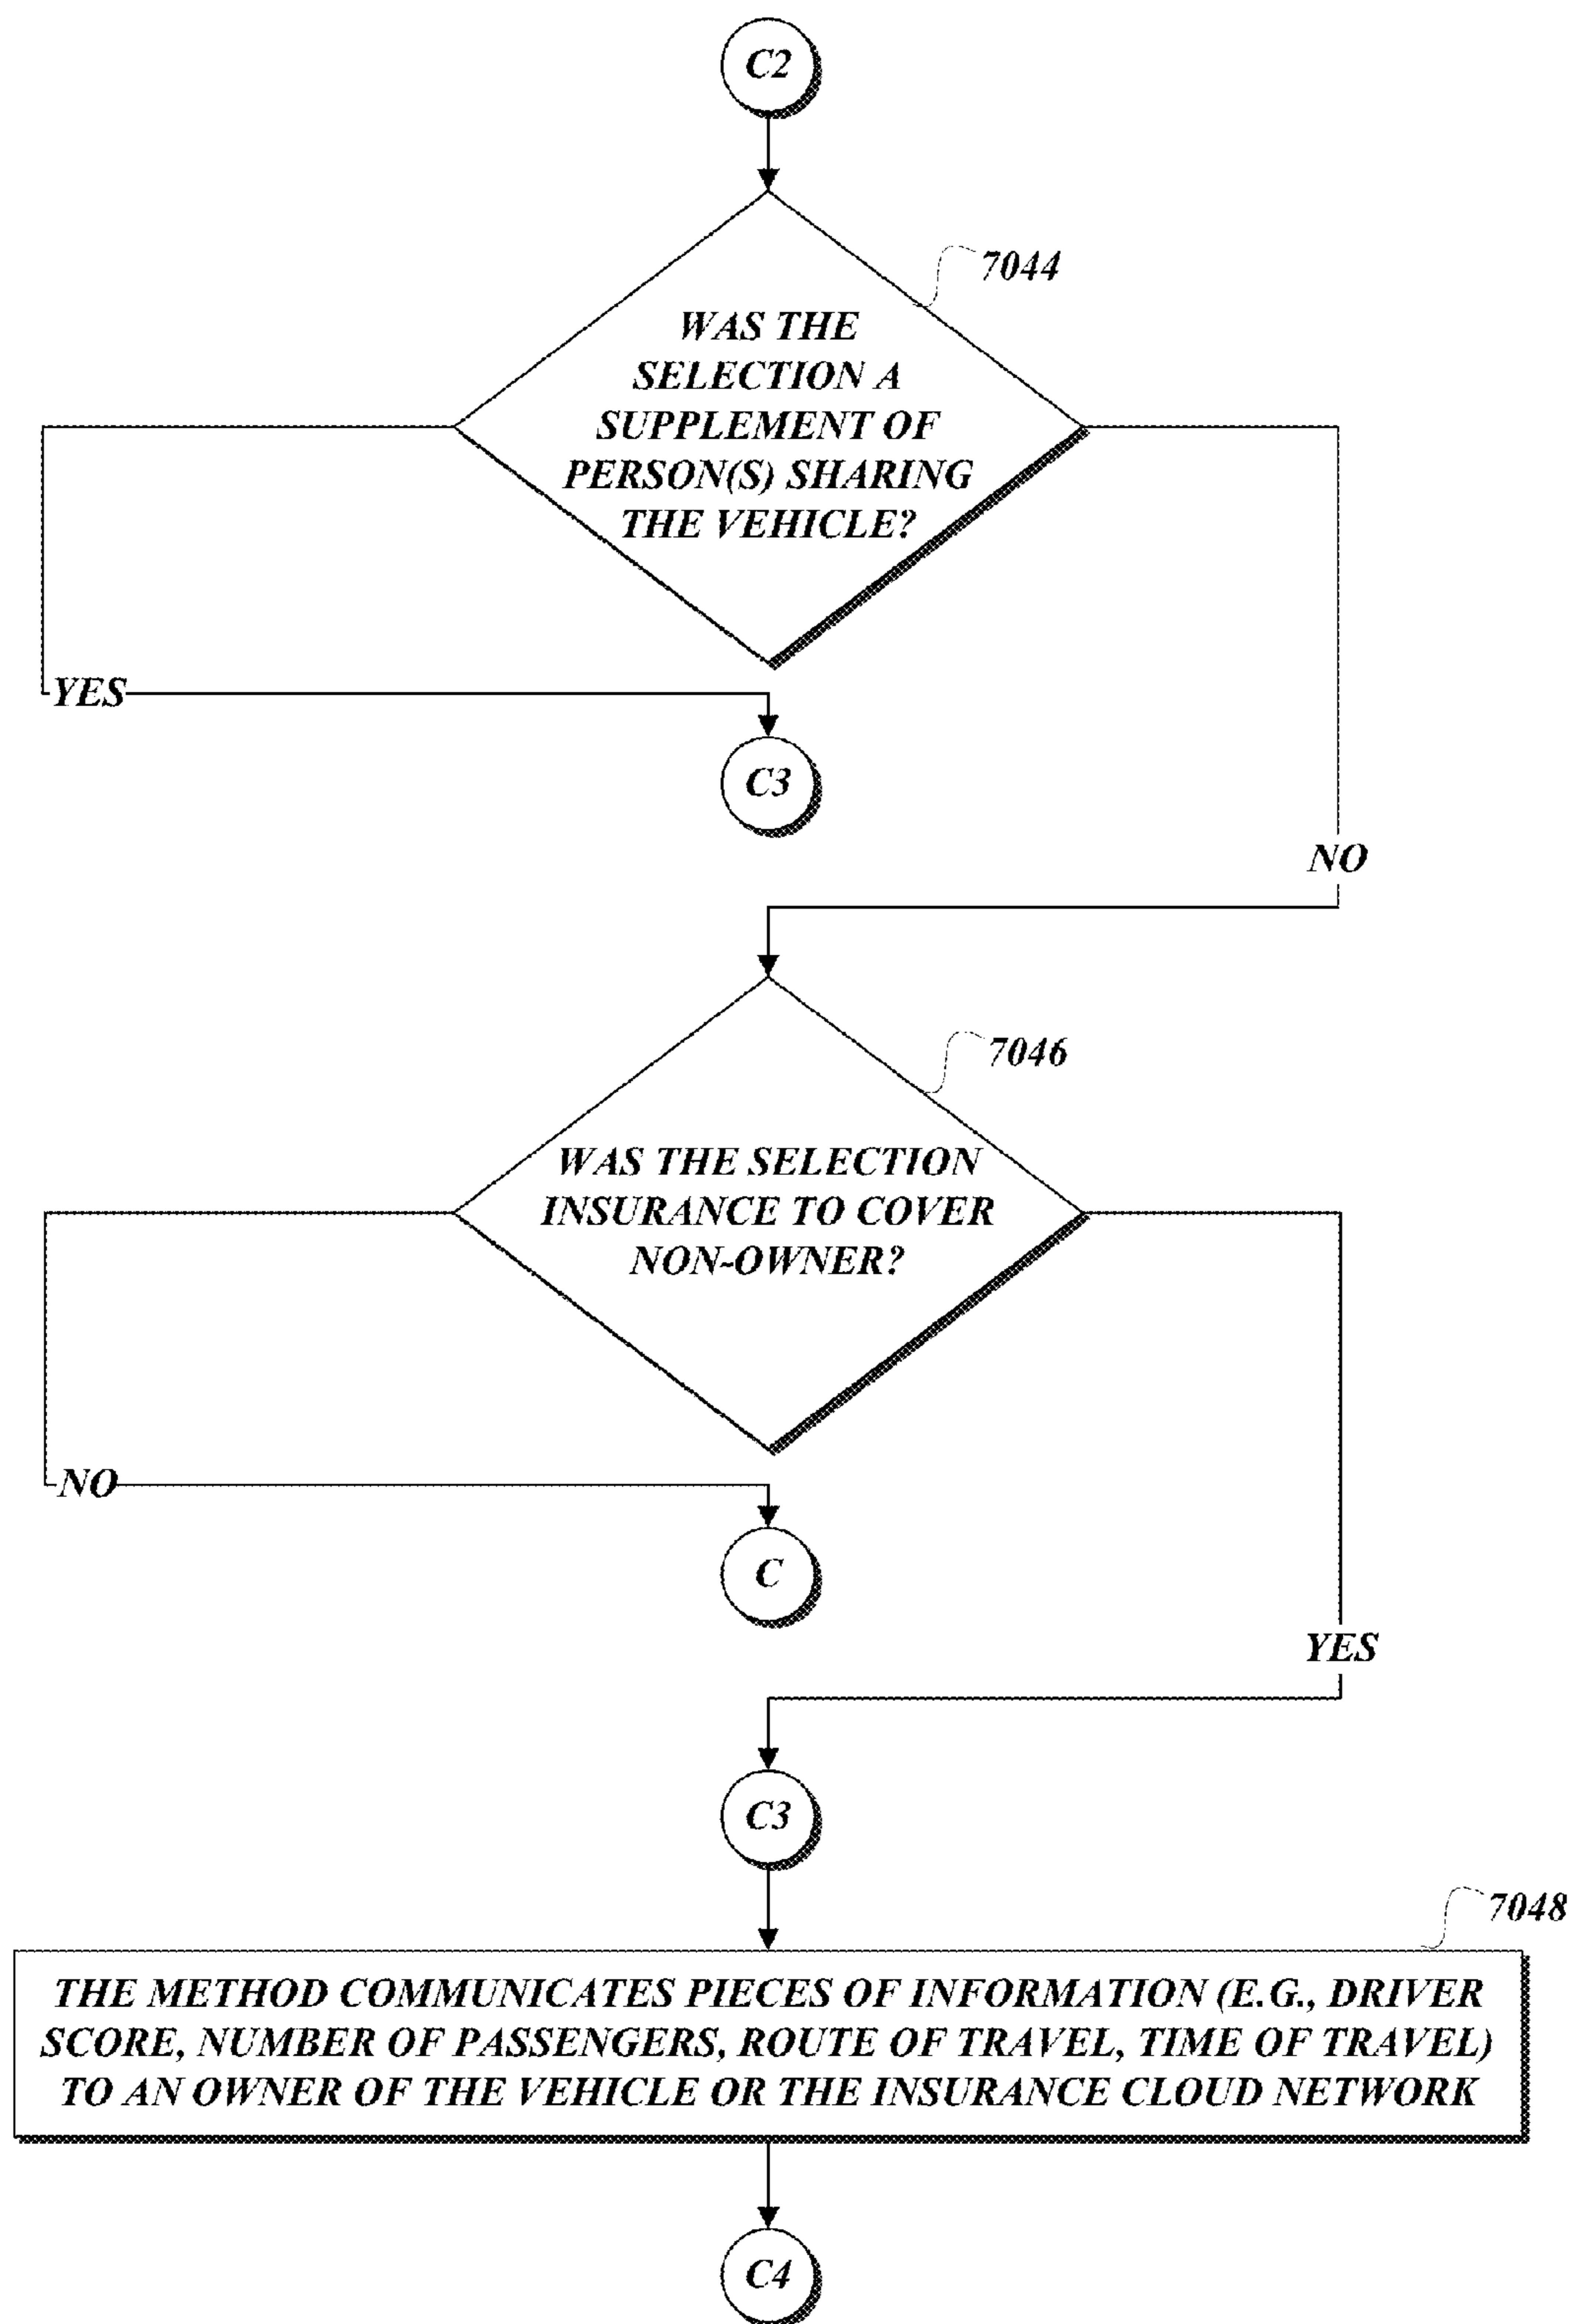 C2
7044
WAS THE
SELECTION A
SUPPLEMENT OF
PERSON(S) SHARING
THE VEHICLE?
YES
C3
NO
7046
WAS THE SELECTION
INSURANCE TO COVER
NON-OWNER?
NO
C
YES
C3
7048
THE METHOD COMMUNICATES PIECES OF INFORMATION (E.G., DRIVER
SCORE, NUMBER OF PASSENGERS, ROUTE OF TRAVEL, TIME OF TRAVEL)
TO AN OWNER OF THE VEHICLE OR THE INSURANCE CLOUD NETWORK
C4